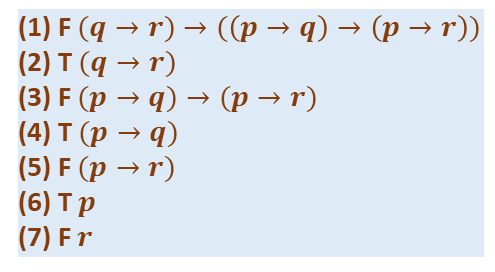 (1) F (q → r) → ((p → q) → (p → r))
(2) T (q → r)
(3) F (p → q) → (p → r)
(4) T (p → q)
(5) F (p → r)
(6) T p
(7) F r